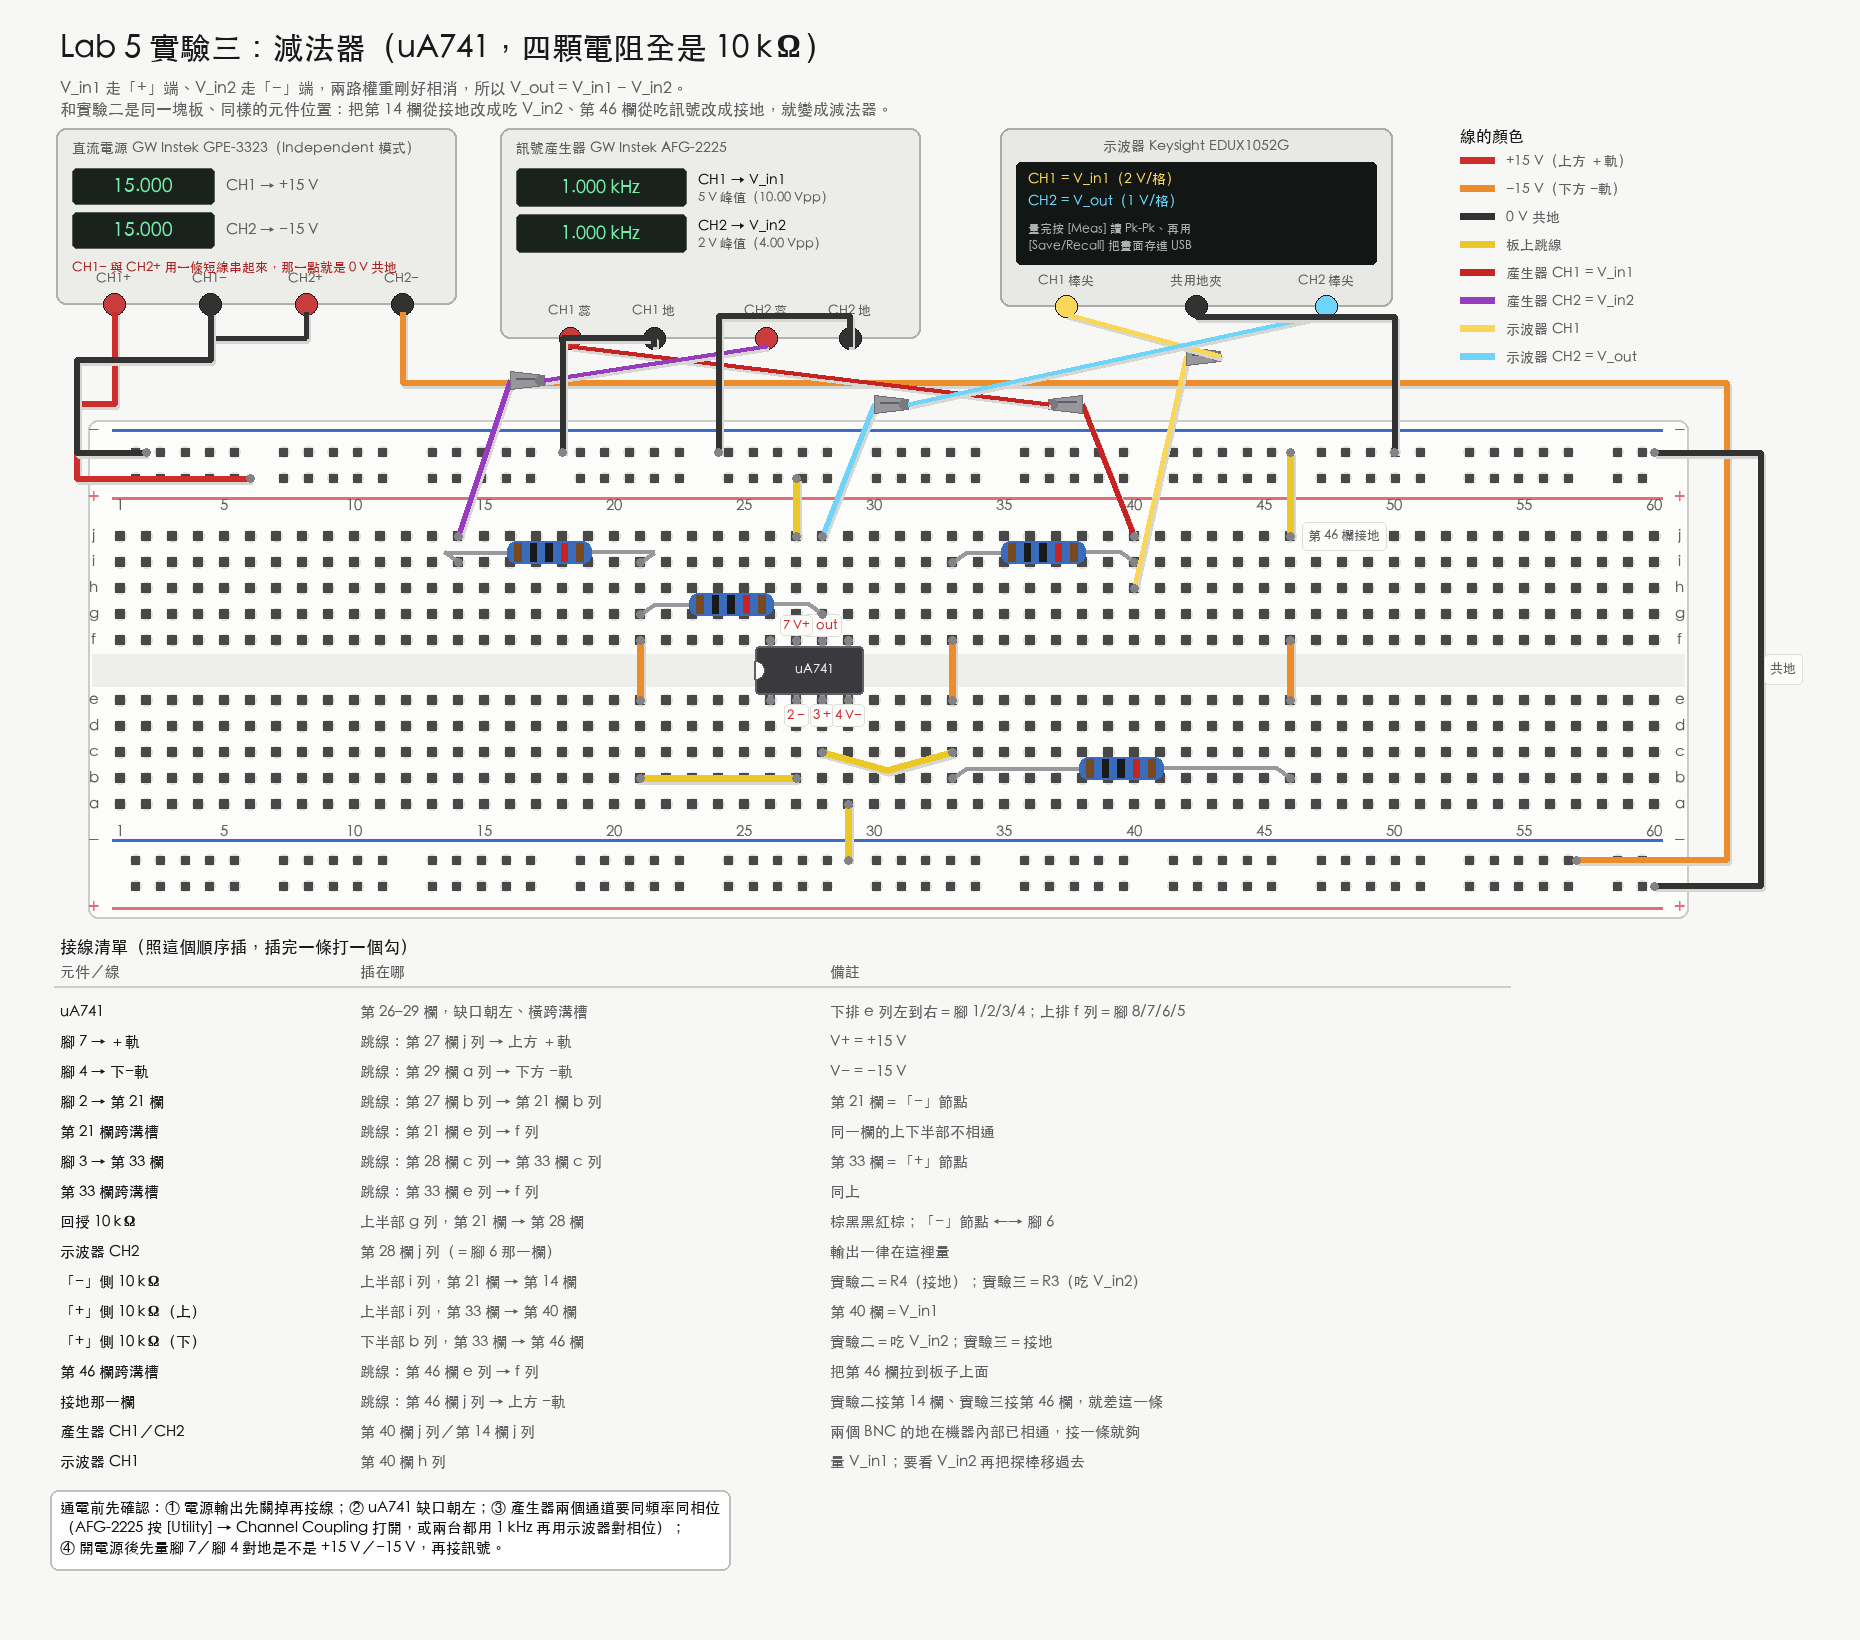 Lab 5 實驗三：減法器（uA741，四顆電阻全是 10 kΩ）
V_in1 走「+」端、V_in2 走「−」端，兩路權重剛好相消，所以 V_out = V_in1 − V_in2。
和實驗二是同一塊板、同樣的元件位置：把第 14 欄從接地改成吃 V_in2、第 46 欄從吃訊號改成接地，就變成減法器。
直流電源 GW Instek GPE-3323（Independent 模式）
15.000
CH1 → +15 V
15.000
CH2 → −15 V
CH1− 與 CH2+ 用一條短線串起來，那一點就是 0 V 共地
CH1+
CH1−
CH2+
CH2−
訊號產生器 GW Instek AFG-2225
1.000 kHz
CH1 → V_in1
5 V 峰值（10.00 Vpp）
1.000 kHz
CH2 → V_in2
2 V 峰值（4.00 Vpp）
CH1 蕊
CH1 地
CH2 蕊
CH2 地
示波器 Keysight EDUX1052G
CH1 = V_in1（2 V/格）
CH2 = V_out（1 V/格）
量完按 [Meas] 讀 Pk-Pk、再用
[Save/Recall] 把畫面存進 USB
CH1 棒尖
共用地夾
CH2 棒尖
線的顏色
+15 V（上方 +軌）
−15 V（下方 −軌）
0 V 共地
板上跳線
產生器 CH1 = V_in1
產生器 CH2 = V_in2
示波器 CH1
示波器 CH2 = V_out
− −
+ +
1 5 10 15 20 25 30 35 40 45 50 55 60
j j
第 46 欄接地
i i
h h
g g
7 V+ out
f f
uA741
共地
e e
2 − 3 + 4 V−
d d
c c
b b
a a
1 5 10 15 20 25 30 35 40 45 50 55 60
− −
+ +
接線清單（照這個順序插，插完一條打一個勾）
元件／線 插在哪 備註
uA741 第 26–29 欄，缺口朝左、橫跨溝槽 下排 e 列左到右＝腳 1/2/3/4；上排 f 列＝腳 8/7/6/5
腳 7 → +軌 跳線：第 27 欄 j 列 → 上方 +軌 V+ = +15 V
腳 4 → 下−軌 跳線：第 29 欄 a 列 → 下方 −軌 V− = −15 V
腳 2 → 第 21 欄 跳線：第 27 欄 b 列 → 第 21 欄 b 列 第 21 欄＝「−」節點
第 21 欄跨溝槽 跳線：第 21 欄 e 列 → f 列 同一欄的上下半部不相通
腳 3 → 第 33 欄 跳線：第 28 欄 c 列 → 第 33 欄 c 列 第 33 欄＝「+」節點
第 33 欄跨溝槽 跳線：第 33 欄 e 列 → f 列 同上
回授 10 kΩ 上半部 g 列，第 21 欄 → 第 28 欄 棕黑黑紅棕；「−」節點 ←→ 腳 6
示波器 CH2 第 28 欄 j 列（＝腳 6 那一欄） 輸出一律在這裡量
「−」側 10 kΩ 上半部 i 列，第 21 欄 → 第 14 欄 實驗二＝R4（接地）；實驗三＝R3（吃 V_in2）
「+」側 10 kΩ（上） 上半部 i 列，第 33 欄 → 第 40 欄 第 40 欄＝V_in1
「+」側 10 kΩ（下） 下半部 b 列，第 33 欄 → 第 46 欄 實驗二＝吃 V_in2；實驗三＝接地
第 46 欄跨溝槽 跳線：第 46 欄 e 列 → f 列 把第 46 欄拉到板子上面
接地那一欄 跳線：第 46 欄 j 列 → 上方 −軌 實驗二接第 14 欄、實驗三接第 46 欄，就差這一條
產生器 CH1／CH2 第 40 欄 j 列／第 14 欄 j 列 兩個 BNC 的地在機器內部已相通，接一條就夠
示波器 CH1 第 40 欄 h 列 量 V_in1；要看 V_in2 再把探棒移過去
通電前先確認：① 電源輸出先關掉再接線；② uA741 缺口朝左；③ 產生器兩個通道要同頻率同相位
（AFG-2225 按 [Utility] → Channel Coupling 打開，或兩台都用 1 kHz 再用示波器對相位）；
④ 開電源後先量腳 7／腳 4 對地是不是 +15 V／−15 V，再接訊號。